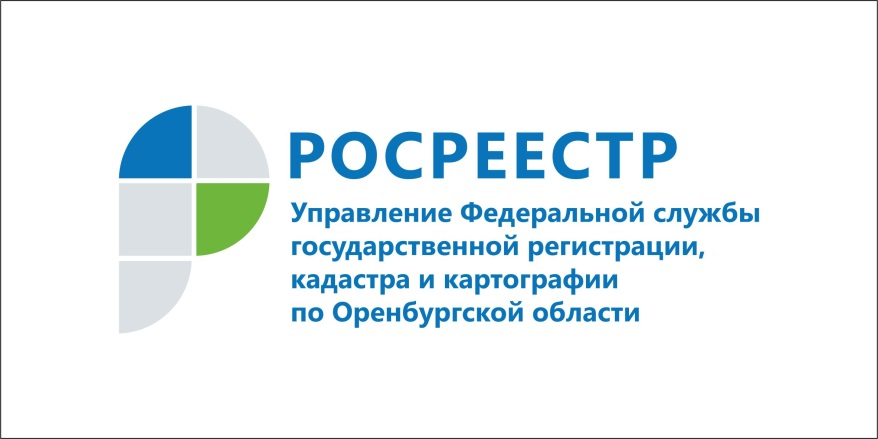 РОСРЕЕСТР
Управление Федеральной службы
государственной регистрации,
кадастра и картографии
по Оренбургской области